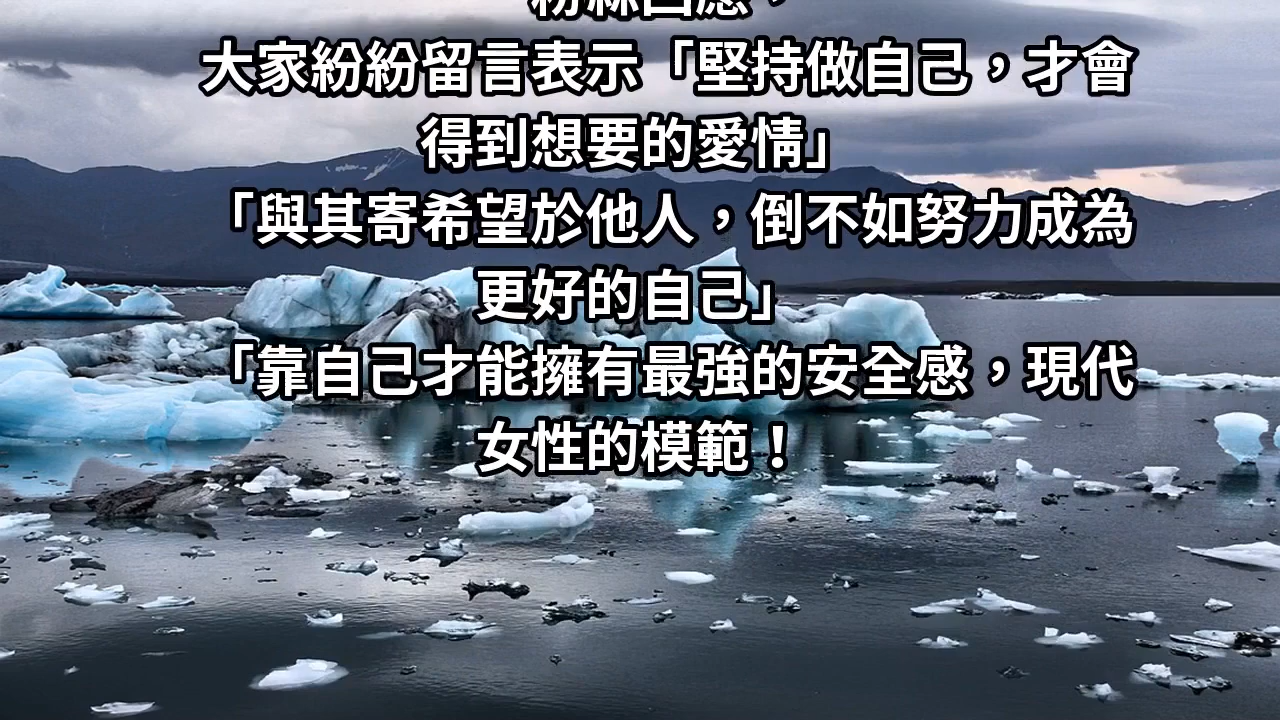 大家紛紛留言表示「堅持做自己，才會
得到想要的愛情」
「與其寄希望於他人，倒不如努力成為
更好的自己」
「靠自己才能擁有最強的安全感，現代
女性的模範！